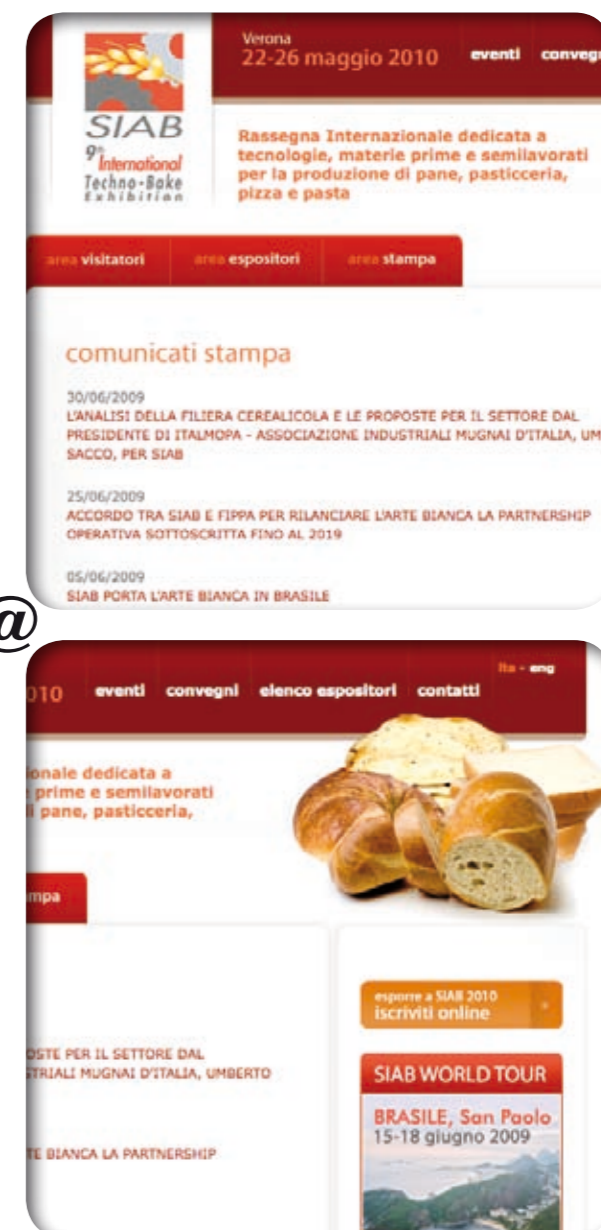 Verona
22-26 maggio 2010
eventi
SIAB
9th International
Techno-Bake
Exhibition
Rassegna Internazionale dedicata a
tecnologie, materie prime e semilavorati
per la produzione di pane, pasticceria,
pizza e pasta
area visitatori
area espositori
area stampa
comunicati stampa
30/06/2009
L'ANALISI DELLA FILIERA CEREALICOLA E LE PROPOSTE PER IL SETTORE DAL
PRESIDENTE DI ITALMOPA - ASSOCIAZIONE INDUSTRIALI MUGNAI D'ITALIA, UM
SACCO, PER SIAB
25/06/2009
ACCORDO TRA SIAB E FIPPA PER RILANCIARE L'ARTE BIANCA LA PARTNERSHIP
OPERATIVA SOTTOSCRITTA FINO AL 2019
05/06/2009
SIAB PORTA L'ARTE BIANCA IN BRASILE
@
010
eventi convegni elenco espositori contatti
ita - eng
ionale dedicata a
prime e semilavorati
i pane, pasticceria,
mpa
esporre a SIAB 2010
iscriviti online
OSTE PER IL SETTORE DAL
TRIALI MUGNAI D'ITALIA, UMBERTO
TE BIANCA LA PARTNERSHIP
SIAB WORLD TOUR
BRASILE, San Paolo
15-18 giugno 2009